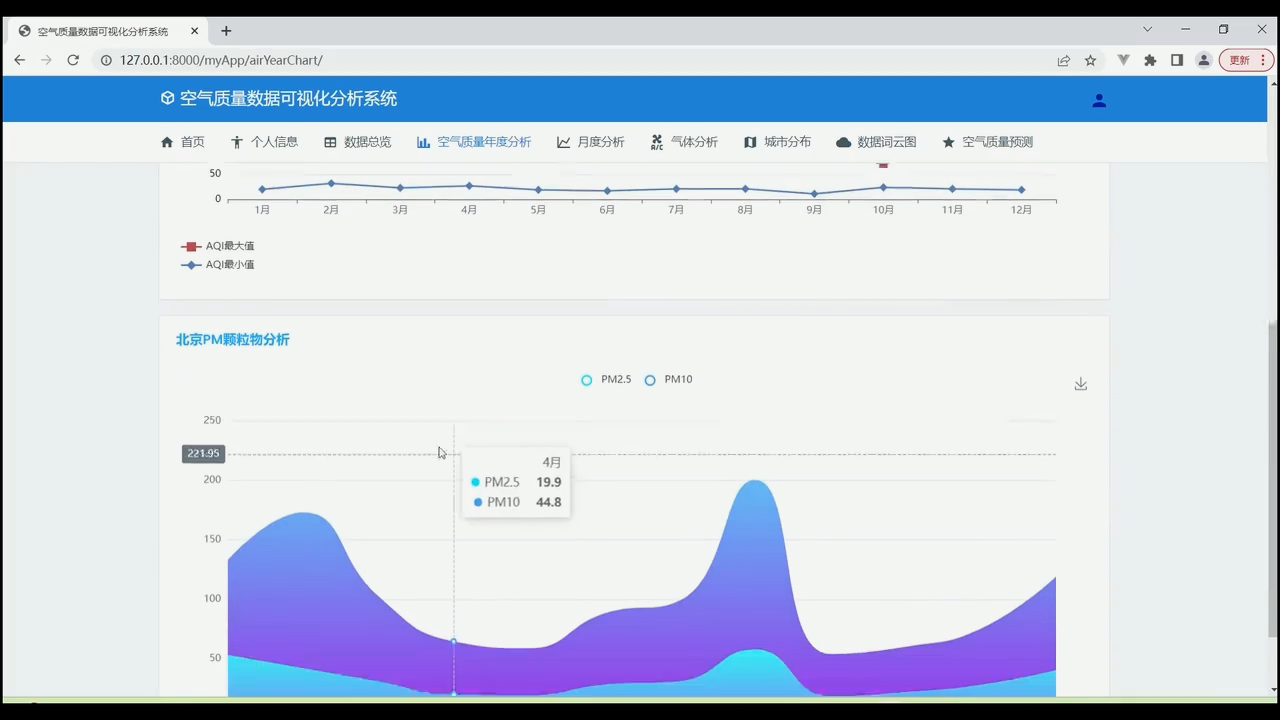 空气质量数据可视化分析系统
127.0.0.1:8000/myApp/airYearChart/
更新
空气质量数据可视化分析系统
首页 个人信息 数据总览 空气质量年度分析 月度分析 A/C 气体分析 城市分布 数据词云图 空气质量预测
50
0
1月 2月 3月 4月 5月 6月 7月 8月 9月 10月 11月 12月
AQI最大值
AQI最小值
北京PM颗粒物分析
PM2.5 PM10
250
221.95
200
150
100
50
4月
PM2.5 19.9
PM10 44.8